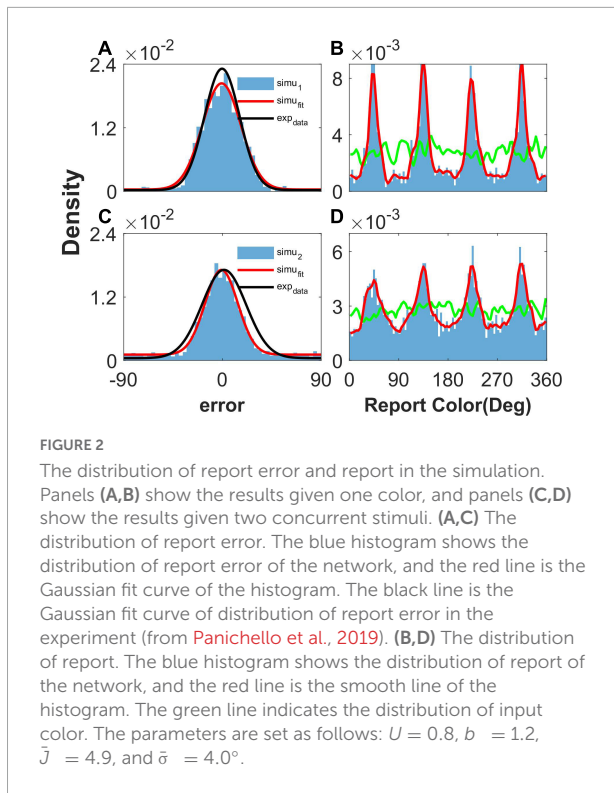 A ×10⁻²
2.4
1.2
0
simu₁
simu_fit
exp_data
B ×10⁻³
9
6
3
0
C ×10⁻²
2.4
1.2
0
simu₂
simu_fit
exp_data
-90 0 90
error
D ×10⁻³
6
3
0
0 90 180 270 360
Report Color(Deg)
Density
FIGURE 2
The distribution of report error and report in the simulation.
Panels (A,B) show the results given one color, and panels (C,D)
show the results given two concurrent stimuli. (A,C) The
distribution of report error. The blue histogram shows the
distribution of report error of the network, and the red line is the
Gaussian fit curve of the histogram. The black line is the
Gaussian fit curve of distribution of report error in the
experiment (from Panichello et al., 2019). (B,D) The distribution
of report. The blue histogram shows the distribution of report of
the network, and the red line is the smooth line of the
histogram. The green line indicates the distribution of input
color. The parameters are set as follows: U = 0.8, b = 1.2,
J̄ = 4.9, and σ̄ = 4.0°.